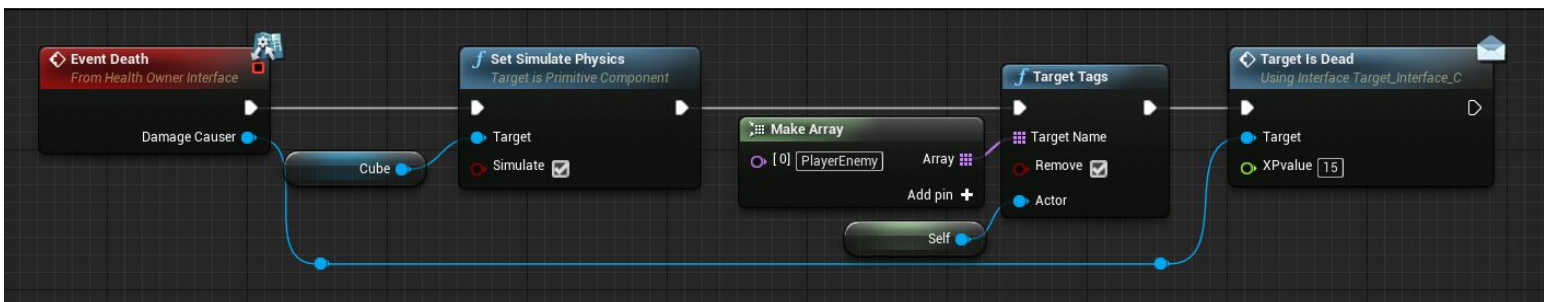 Event Death
From Health Owner Interface
Damage Causer
Cube
Set Simulate Physics
Target is Primitive Component
Target
Simulate
Make Array
[0] PlayerEnemy
Array
Add pin +
Self
Target Tags
Target Name
Remove
Actor
Target Is Dead
Using Interface Target_Interface_C
Target
XPvalue 15